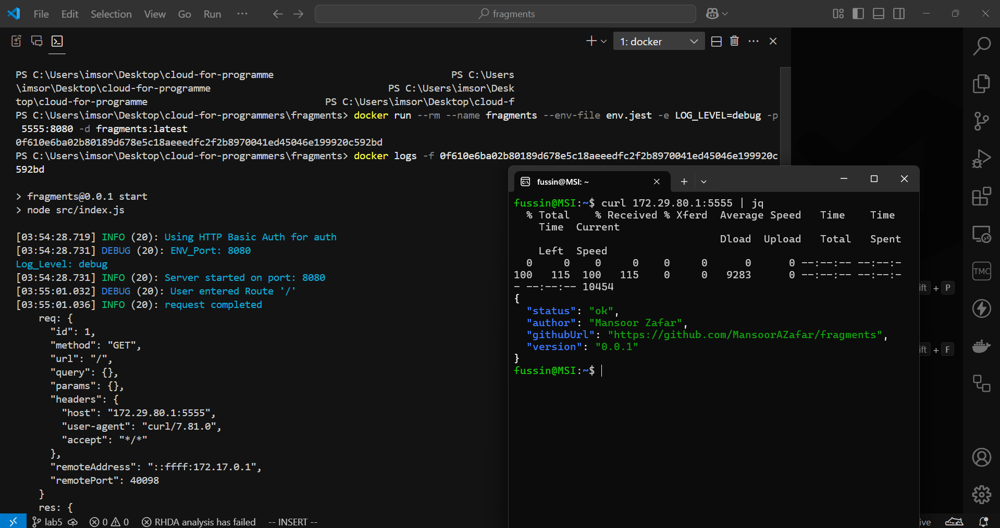 File Edit Selection View Go Run ··· fragments
1: docker
PS C:\Users\imsor\Desktop\cloud-for-programme PS C:\Users
\imsor\Desktop\cloud-for-programme PS C:\Users\imsor\Desk
top\cloud-for-programme PS C:\Users\imsor\Desktop\cloud-f
PS C:\Users\imsor\Desktop\cloud-for-programmers\fragments> docker run --rm --name fragments --env-file env.jest -e LOG_LEVEL=debug -p
5555:8080 -d fragments:latest
0f610e6ba02b80189d678e5c18aeeedfc2f2b8970041ed45046e199920c592bd
PS C:\Users\imsor\Desktop\cloud-for-programmers\fragments> docker logs -f 0f610e6ba02b80189d678e5c18aeeedfc2f2b8970041ed45046e199920c
592bd
> fragments@0.0.1 start
> node src/index.js
[03:54:28.719] INFO (20): Using HTTP Basic Auth for auth
[03:54:28.731] DEBUG (20): ENV_Port: 8080
Log_Level: debug
[03:54:28.731] INFO (20): Server started on port: 8080
[03:55:01.032] DEBUG (20): User entered Route '/'
[03:55:01.036] INFO (20): request completed
req: {
"id": 1,
"method": "GET",
"url": "/",
"query": {},
"params": {},
"headers": {
"host": "172.29.80.1:5555",
"user-agent": "curl/7.81.0",
"accept": "*/*"
},
"remoteAddress": "::ffff:172.17.0.1",
"remotePort": 40098
}
res: {
fussin@MSI: ~
fussin@MSI:~$ curl 172.29.80.1:5555 | jq
% Total % Received % Xferd Average Speed Time Time
Time Current
Dload Upload Total Spent
Left Speed
0 0 0 0 0 0 0 0 --:--:-- --:--:-
100 115 100 115 0 0 9283 0 --:--:-- --:--:-
- --:--:-- 10454
{
"status": "ok",
"author": "Mansoor Zafar",
"githubUrl": "https://github.com/MansoorAZafar/fragments",
"version": "0.0.1"
}
fussin@MSI:~$
TMC
ift + P
ift + F
lab5 0 0 RHDA analysis has failed -- INSERT -- ive